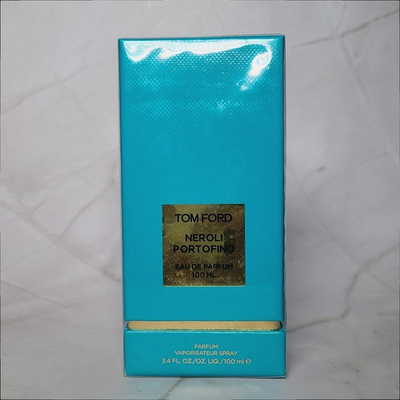 TOM FORD
NEROLI
PORTOFINO
EAU DE PARFUM
100 ML
PARFUM
VAPORISATEUR SPRAY
3.4 FL. OZ./OZ. LIQ. / 100 ml ℮